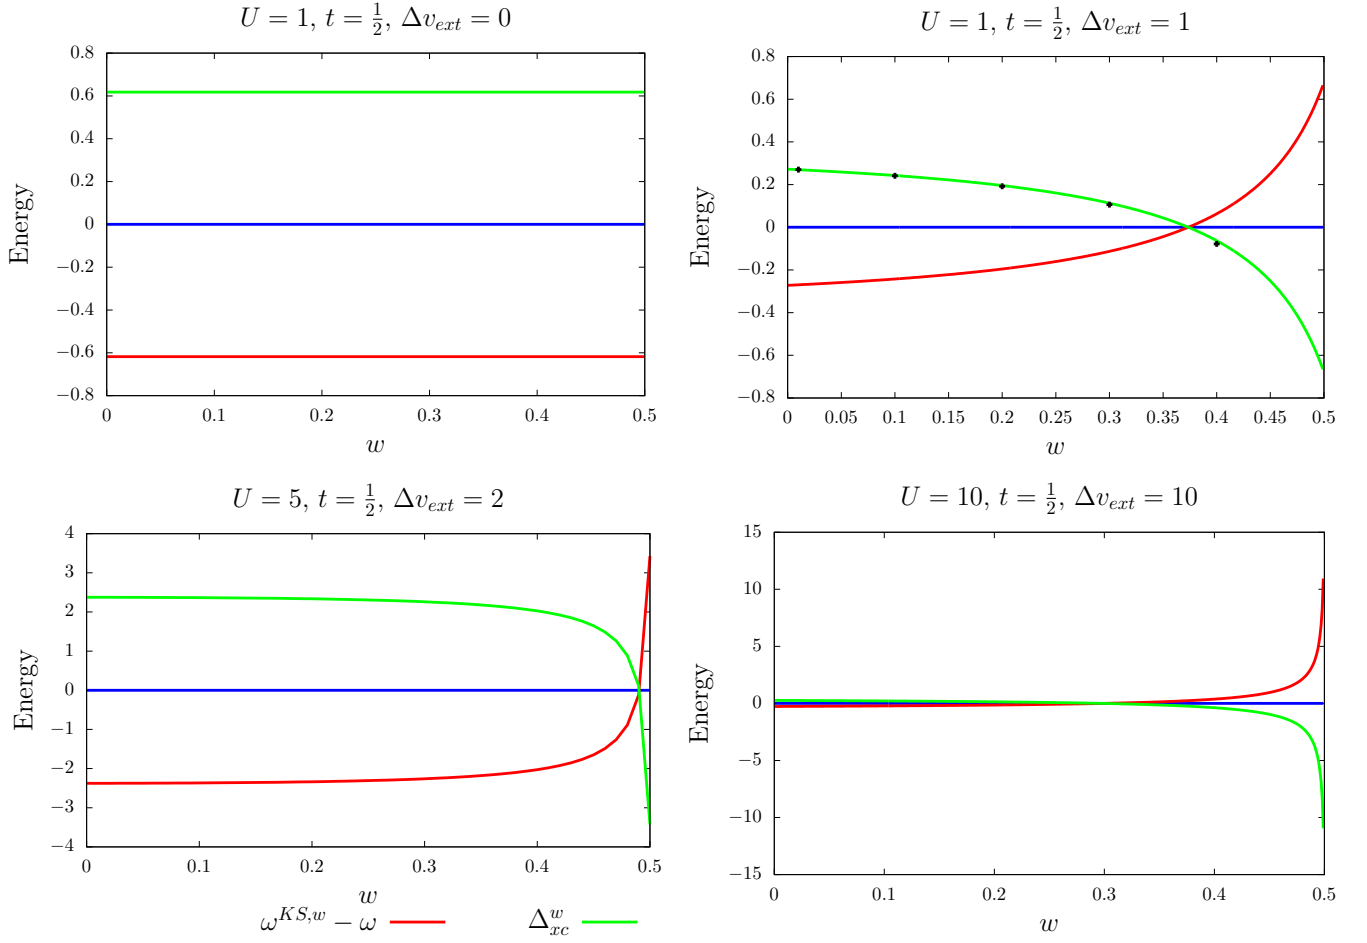 U = 1, t = 1/2, Δv_ext = 0
0.8
0.6
0.4
0.2
0
−0.2
−0.4
−0.6
−0.8
Energy
0 0.1 0.2 0.3 0.4 0.5
w
U = 1, t = 1/2, Δv_ext = 1
0.8
0.6
0.4
0.2
0
−0.2
−0.4
−0.6
−0.8
Energy
0 0.05 0.1 0.15 0.2 0.25 0.3 0.35 0.4 0.45 0.5
w
U = 5, t = 1/2, Δv_ext = 2
4
3
2
1
0
−1
−2
−3
−4
Energy
0 0.1 0.2 0.3 0.4 0.5
w
U = 10, t = 1/2, Δv_ext = 10
15
10
5
0
−5
−10
−15
Energy
0 0.1 0.2 0.3 0.4 0.5
w
ω^{KS,w} − ω Δ^w_{xc}